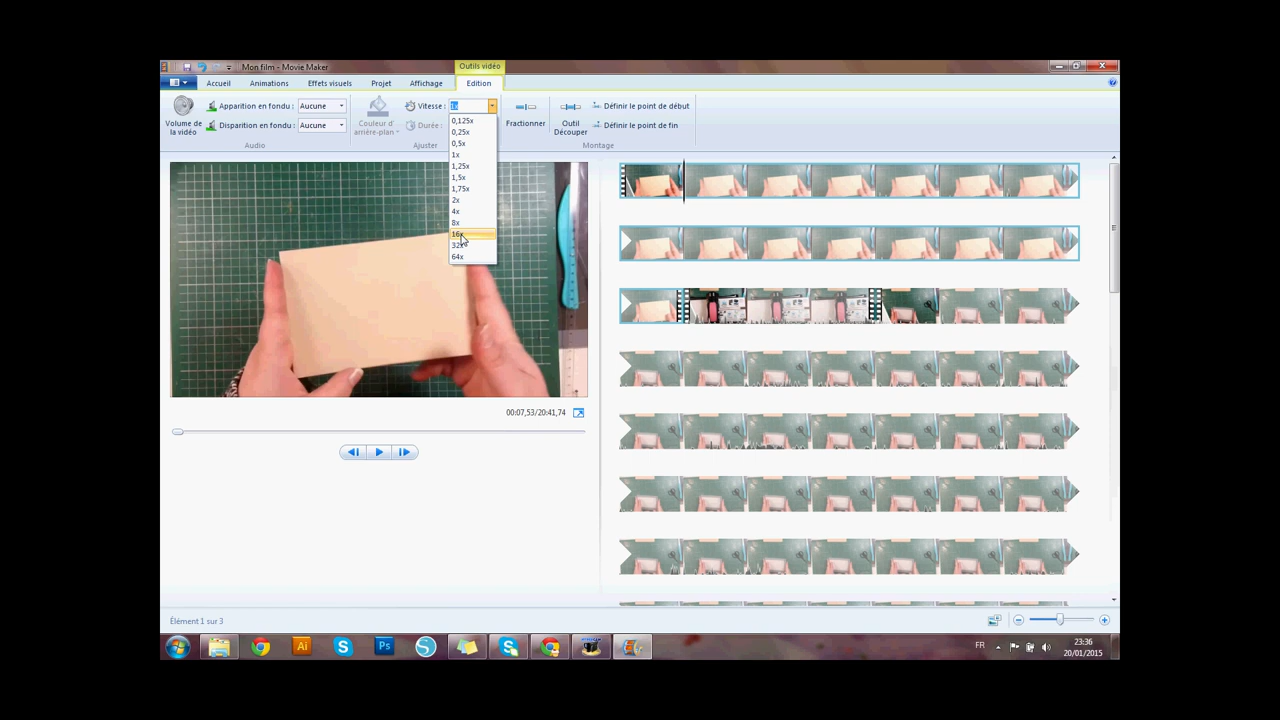 Mon film - Movie Maker
Outils vidéo
Accueil
Animations
Effets visuels
Projet
Affichage
Edition
Volume de la vidéo
Apparition en fondu : Aucune
Disparition en fondu : Aucune
Audio
Couleur d'arrière-plan
Vitesse : 1x
Durée :
Ajuster
Fractionner
Outil Découper
Définir le point de début
Définir le point de fin
Montage
0,125x
0,25x
0,5x
1x
1,25x
1,5x
1,75x
2x
4x
8x
16x
32x
64x
00:07,53/20:41,74
Élément 1 sur 3
Ai
Ps
FR
23:36
20/01/2015